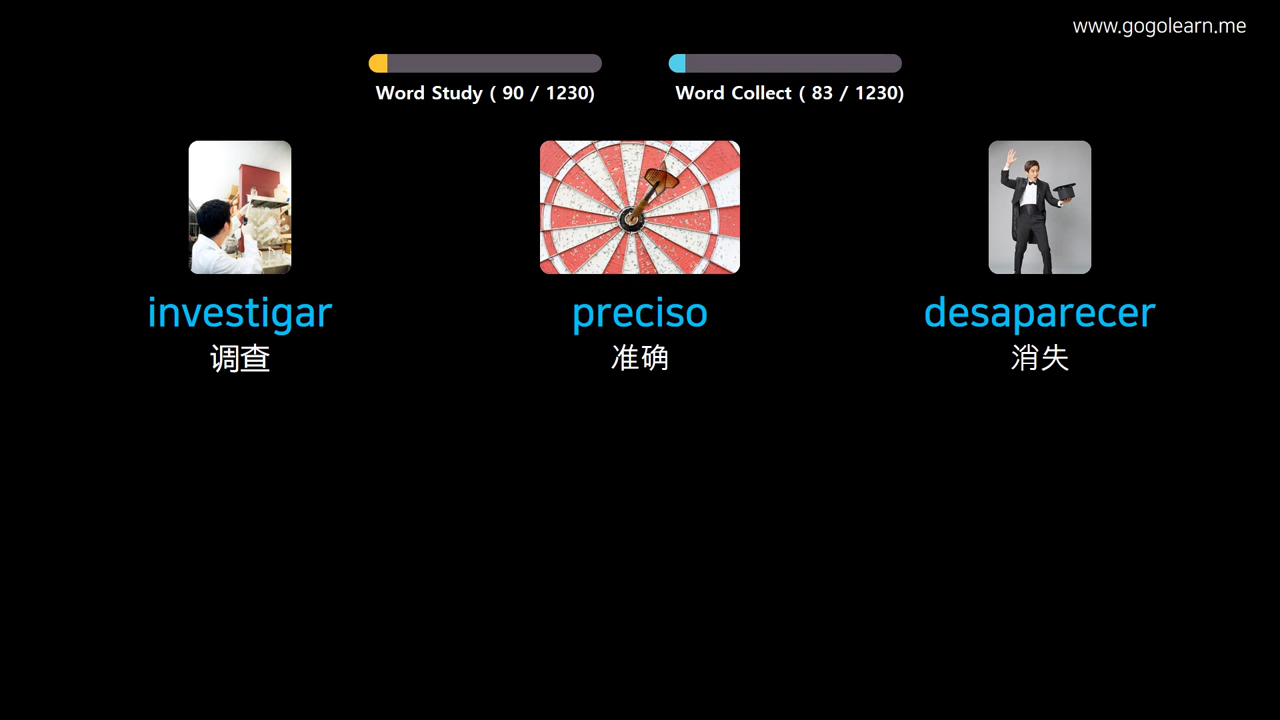 www.gogolearn.me
Word Study ( 90 / 1230)
Word Collect ( 83 / 1230)
investigar
调查
preciso
准确
desaparecer
消失